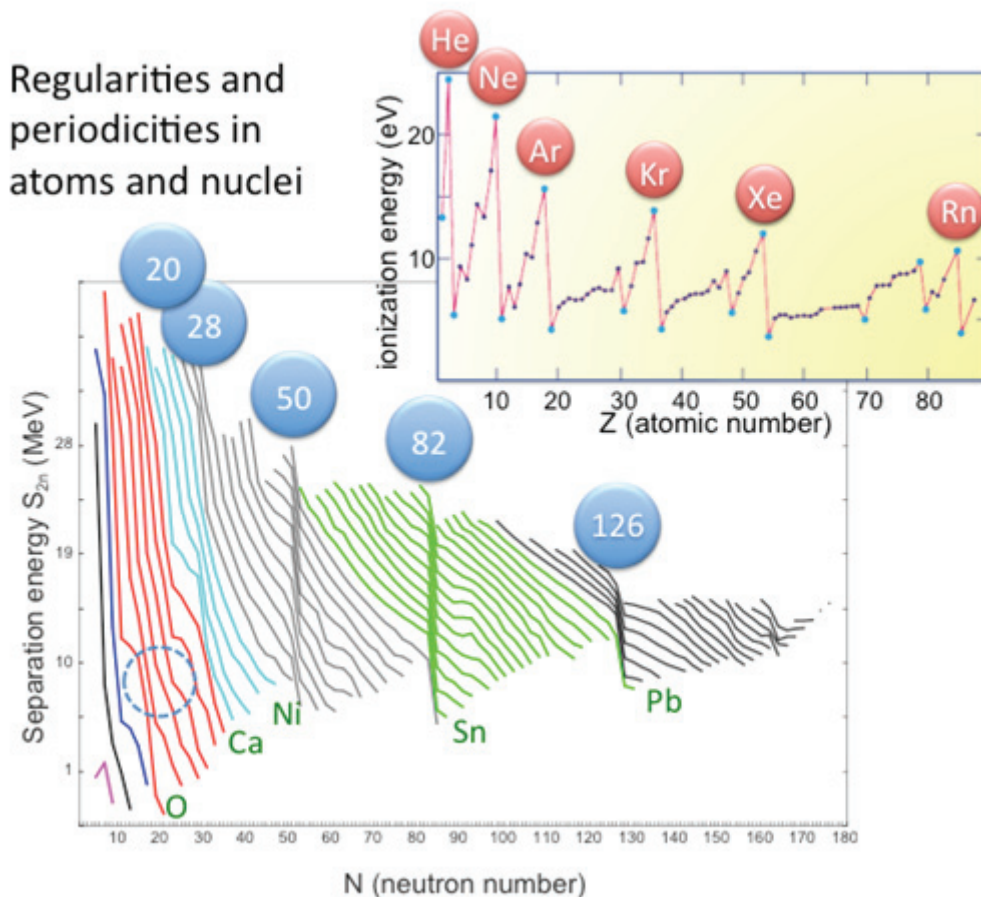 Regularities and
periodicities in
atoms and nuclei
He
Ne
Ar
Kr
Xe
Rn
ionization energy (eV)
20
10
10 20 30 40 50 60 70 80
Z (atomic number)
20
28
50
82
126
Separation energy S₂ₙ (MeV)
28
19
10
1
O
Ca
Ni
Sn
Pb
10 20 30 40 50 60 70 80 90 100 110 120 130 140 150 160 170 180
N (neutron number)